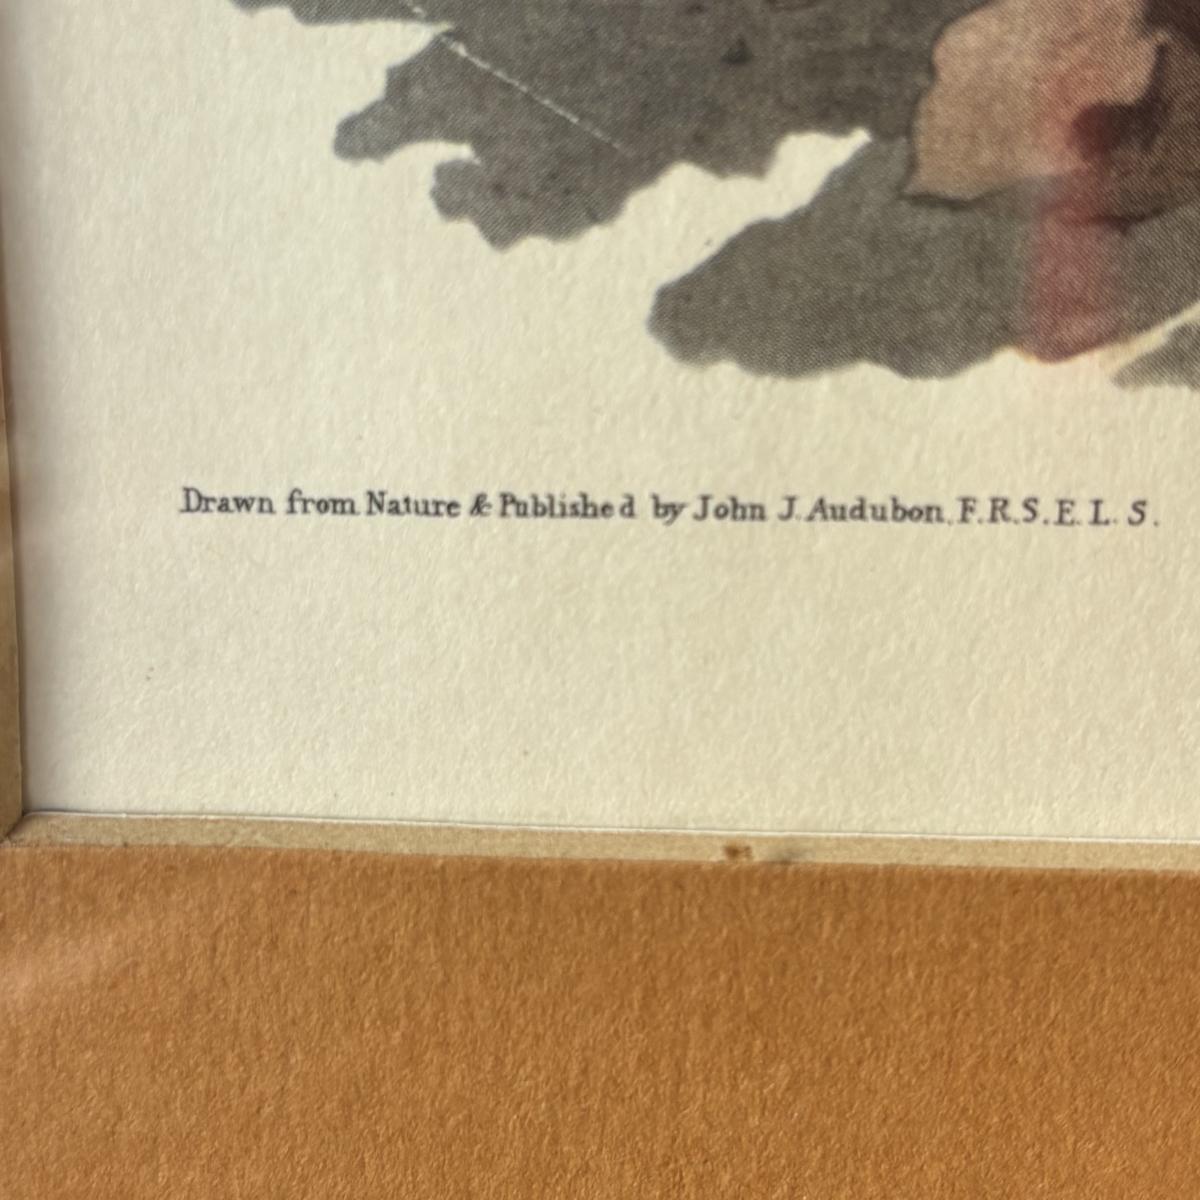 Drawn from Nature & Published by John J. Audubon, F.R.S.E. L. S.